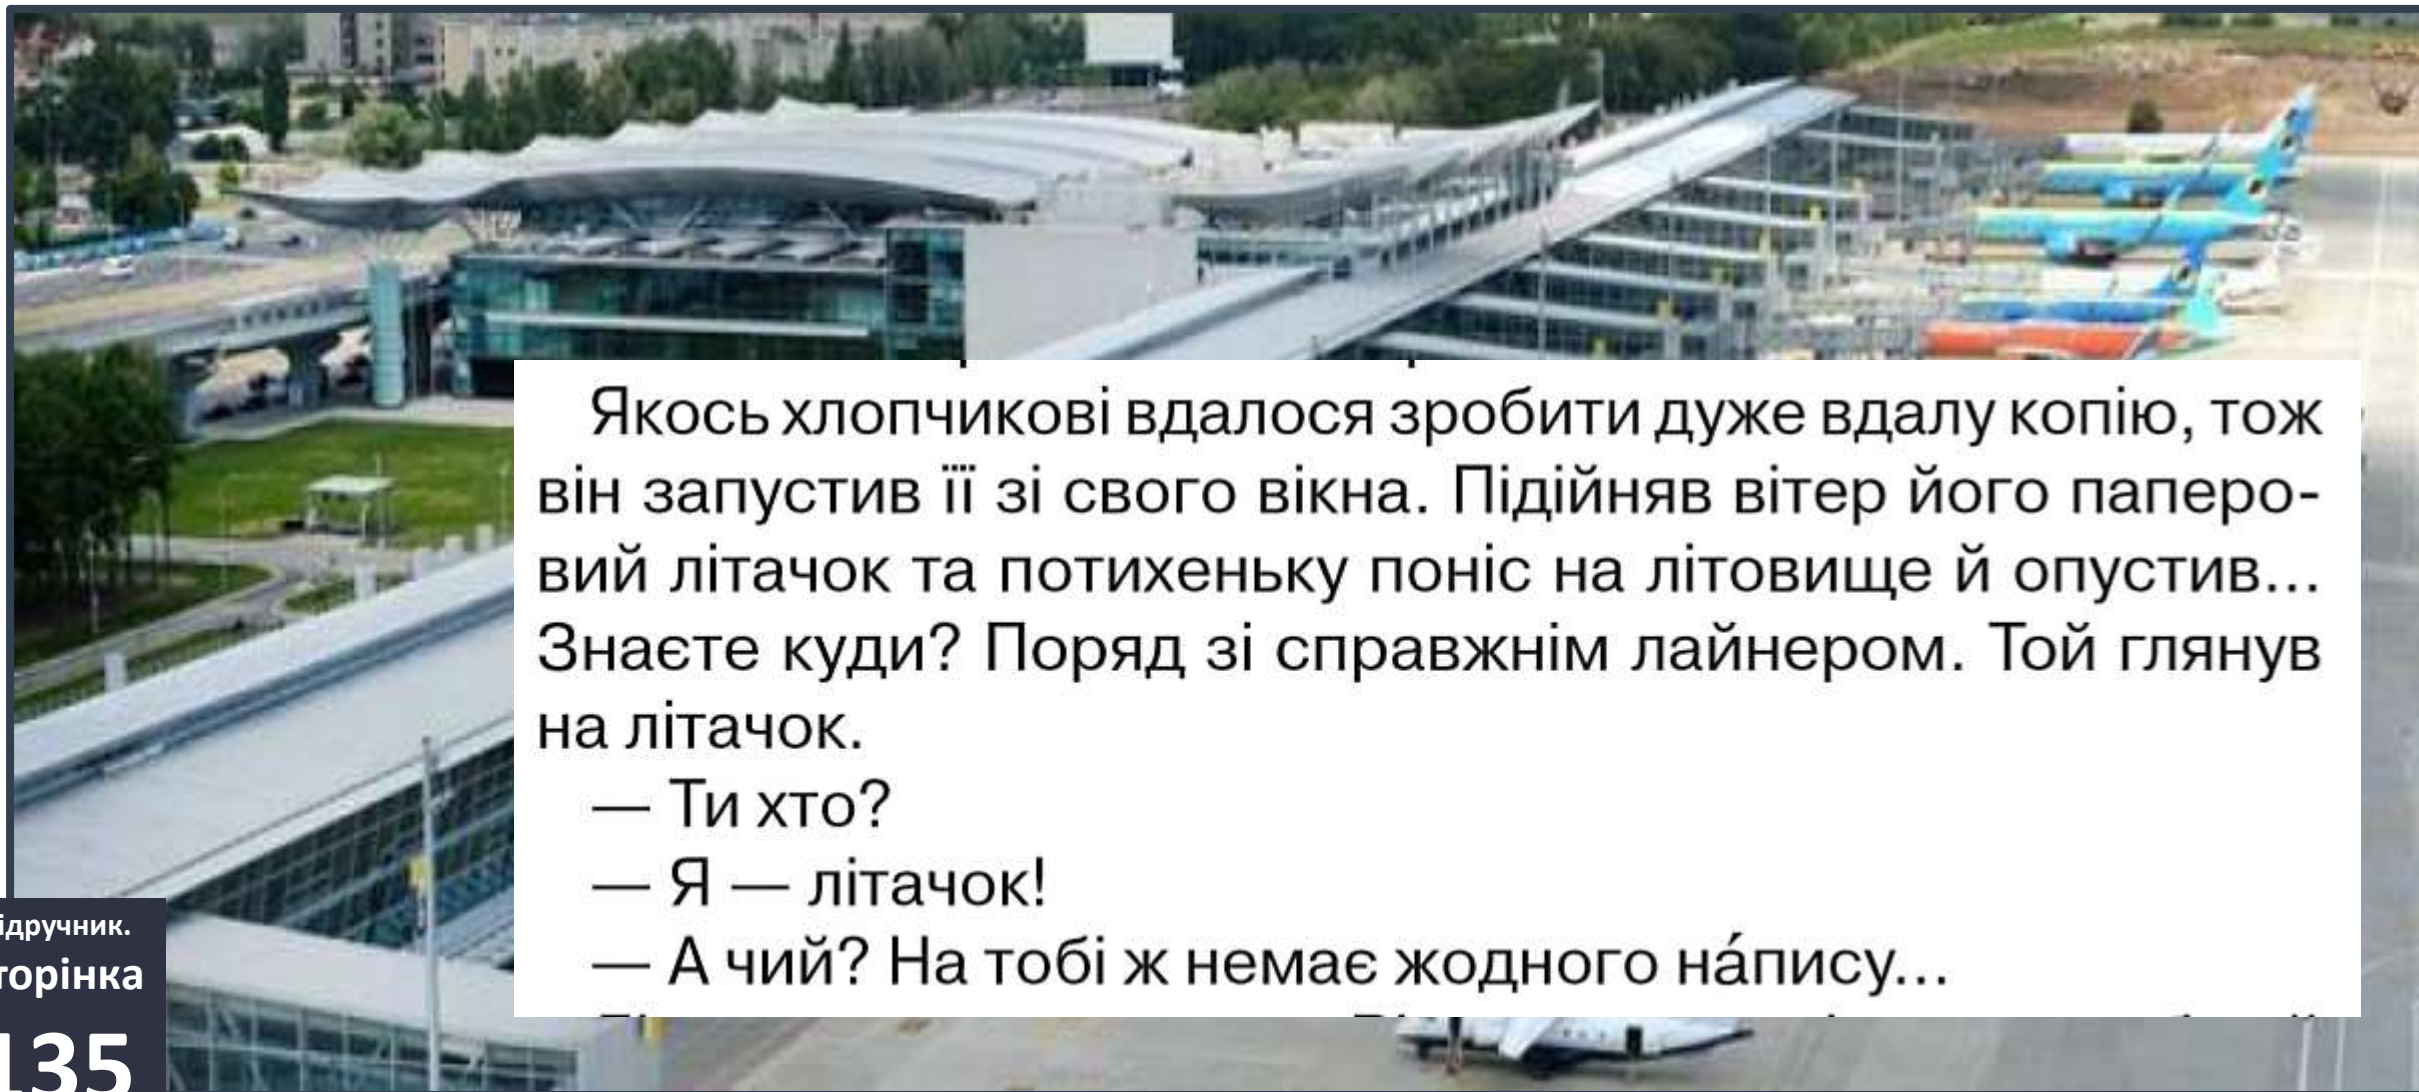 Якось хлопчикові вдалося зробити дуже вдалу копію, тож
він запустив її зі свого вікна. Підійняв вітер його паперо-
вий літачок та потихеньку поніс на літовище й опустив...
Знаєте куди? Поряд зі справжнім лайнером. Той глянув
на літачок.
— Ти хто?
— Я — літачок!
— А чий? На тобі ж немає жодного на́пису...
ідручник.
торінка
135